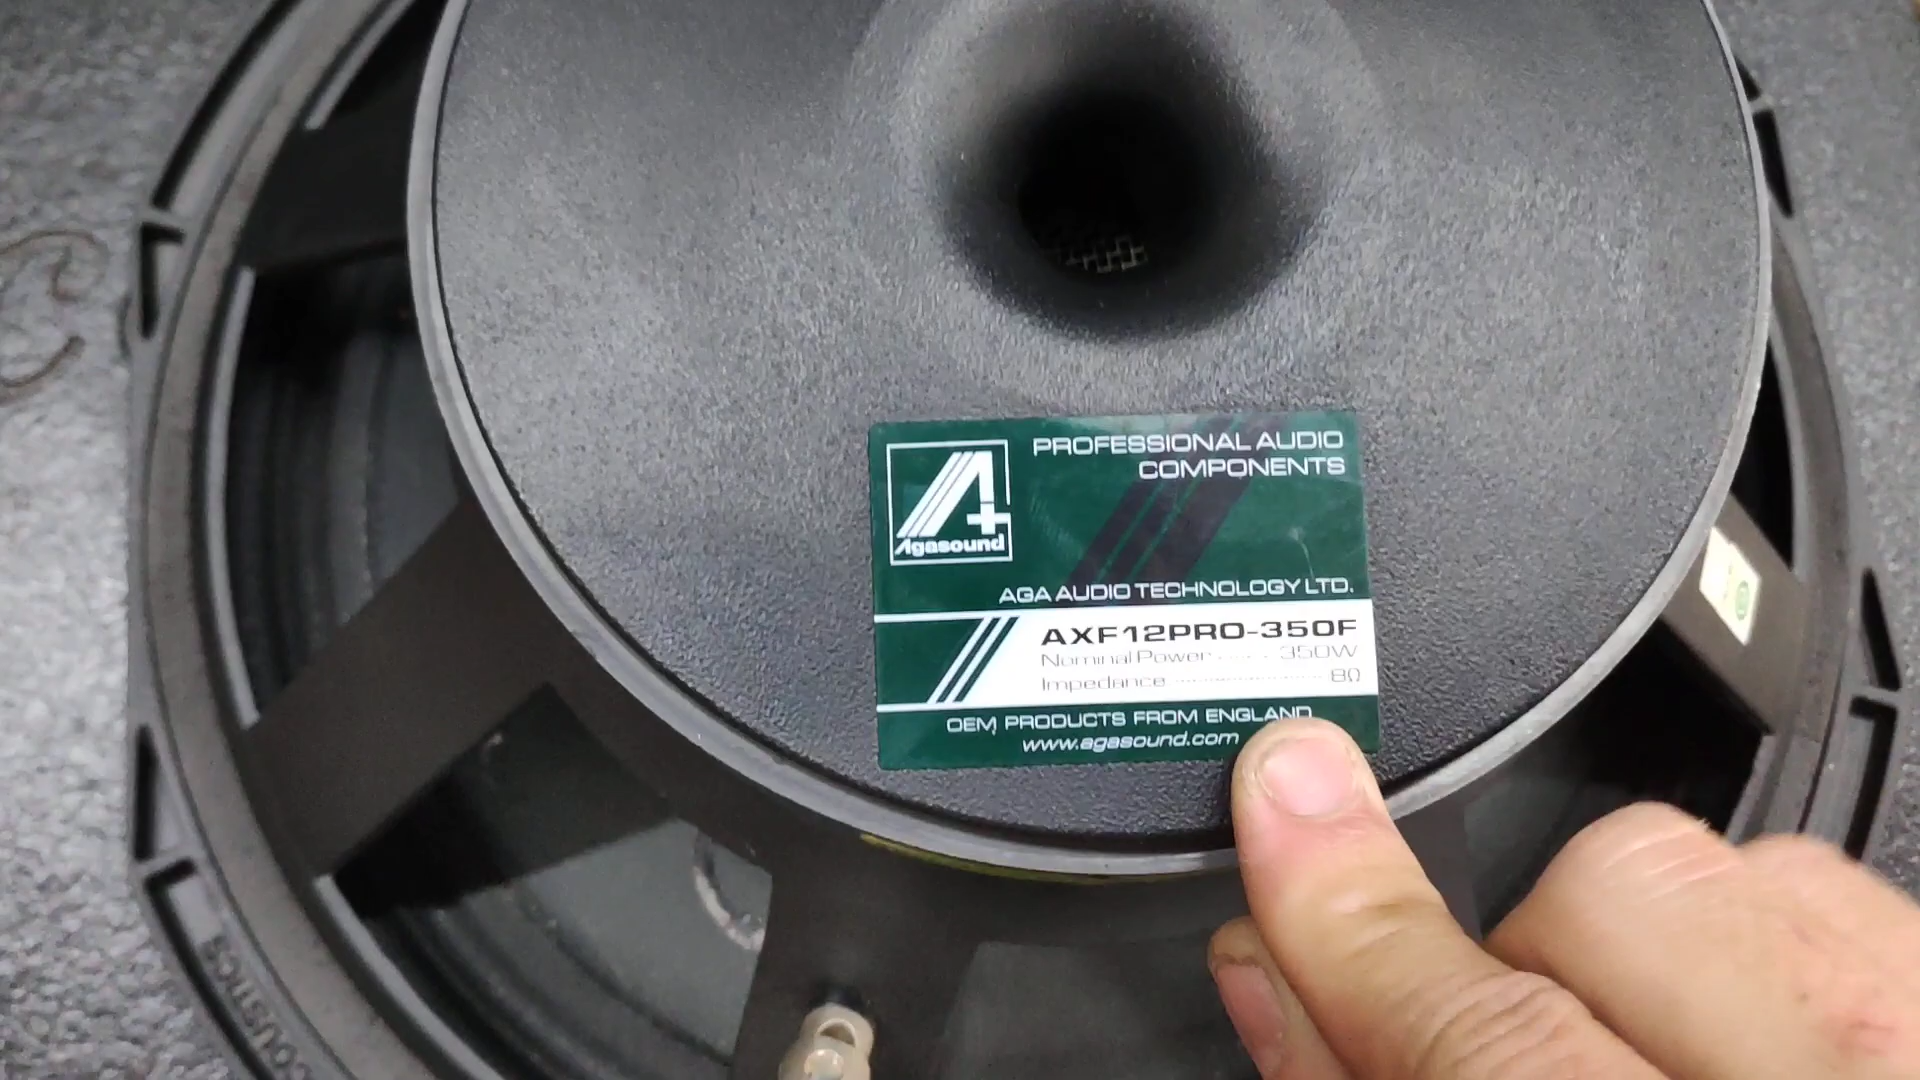 PROFESSIONAL AUDIO
COMPONENTS
Agasound
AGA AUDIO TECHNOLOGY LTD.
AXF12PRO-350F
Nominal Power ...... 350W
Impedance ...................... 8Ω
OEM PRODUCTS FROM ENGLAND
www.agasound.com